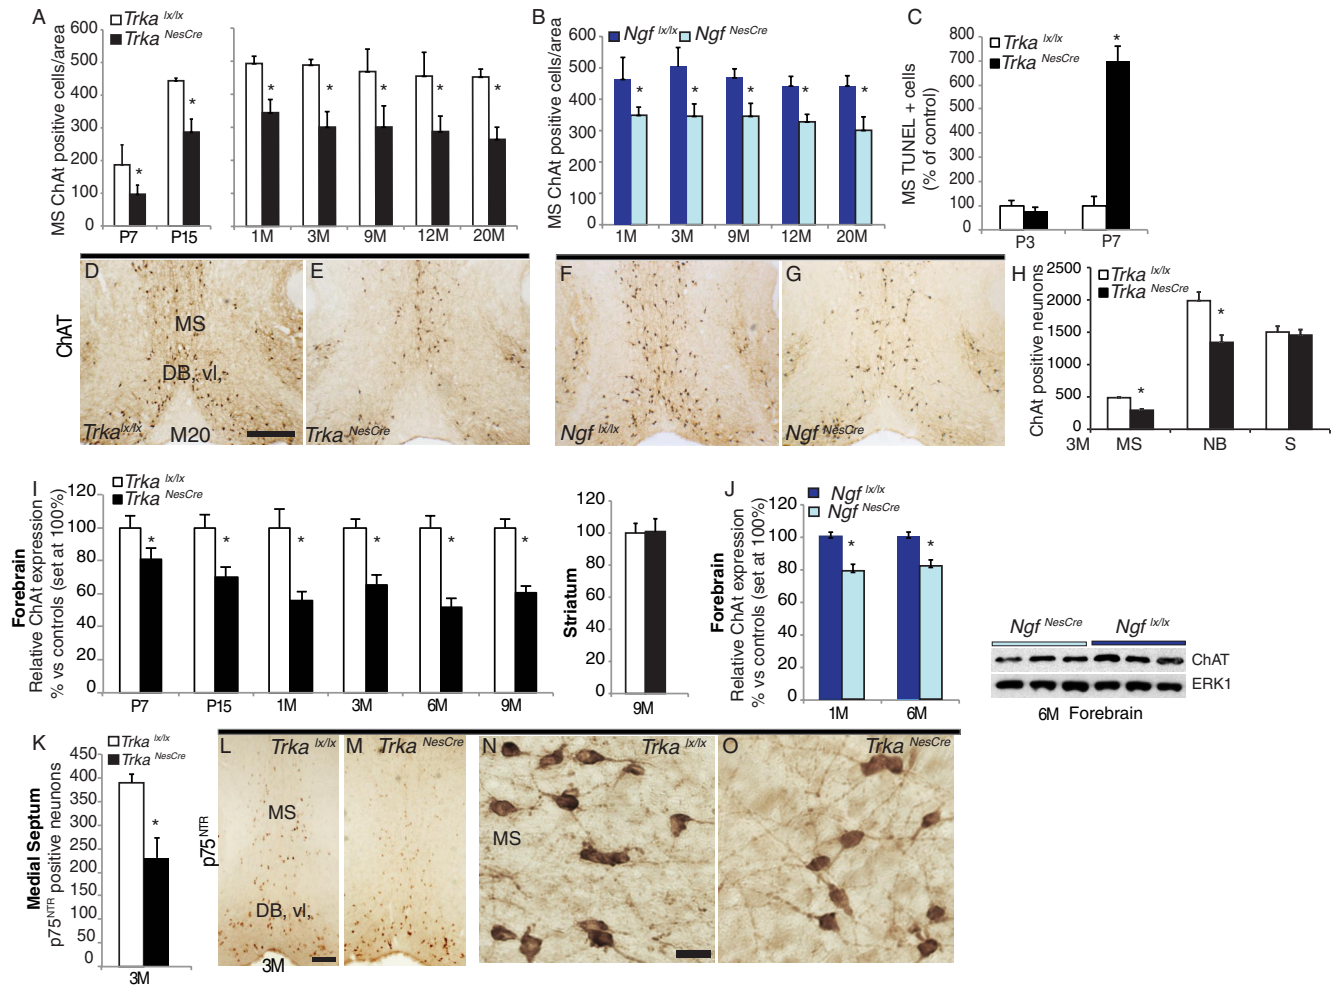 A
Trka lx/lx
Trka NesCre
MS ChAt positive cells/area
600
500
400
300
200
100
0
P7 P15 1M 3M 9M 12M 20M
* * * * * * *
B
Ngf lx/lx Ngf NesCre
MS ChAt positive cells/area
600
500
400
300
200
100
0
1M 3M 9M 12M 20M
* * * * *
C
Trka lx/lx
Trka NesCre
MS TUNEL + cells
(% of control)
800
700
600
500
400
300
200
100
0
P3 P7
*
ChAT
D
MS
DB, vl,
Trka lx/lx M20
E
Trka NesCre
F
Ngf lx/lx
G
Ngf NesCre
H
Trka lx/lx
Trka NesCre
ChAt positive neurons
2500
2000
1500
1000
500
0
3M MS NB S
* *
I
Trka lx/lx
Trka NesCre
Forebrain
Relative ChAt expression
% vs controls (set at 100%)
120
100
80
60
40
20
0
P7 P15 1M 3M 6M 9M
* * * * * *
Striatum
120
100
80
60
40
20
0
9M
J
Ngf lx/lx
Ngf NesCre
Forebrain
Relative ChAt expression
% vs controls (set at 100%)
120
100
80
60
40
20
0
1M 6M
* *
Ngf NesCre Ngf lx/lx
ChAT
ERK1
6M Forebrain
K
Trka lx/lx
Trka NesCre
Medial Septum
p75NTR positive neurons
450
400
350
300
250
200
150
100
50
0
3M
*
p75NTR
L Trka lx/lx
MS
DB, vl,
3M
M Trka NesCre
N Trka lx/lx
MS
O Trka NesCre